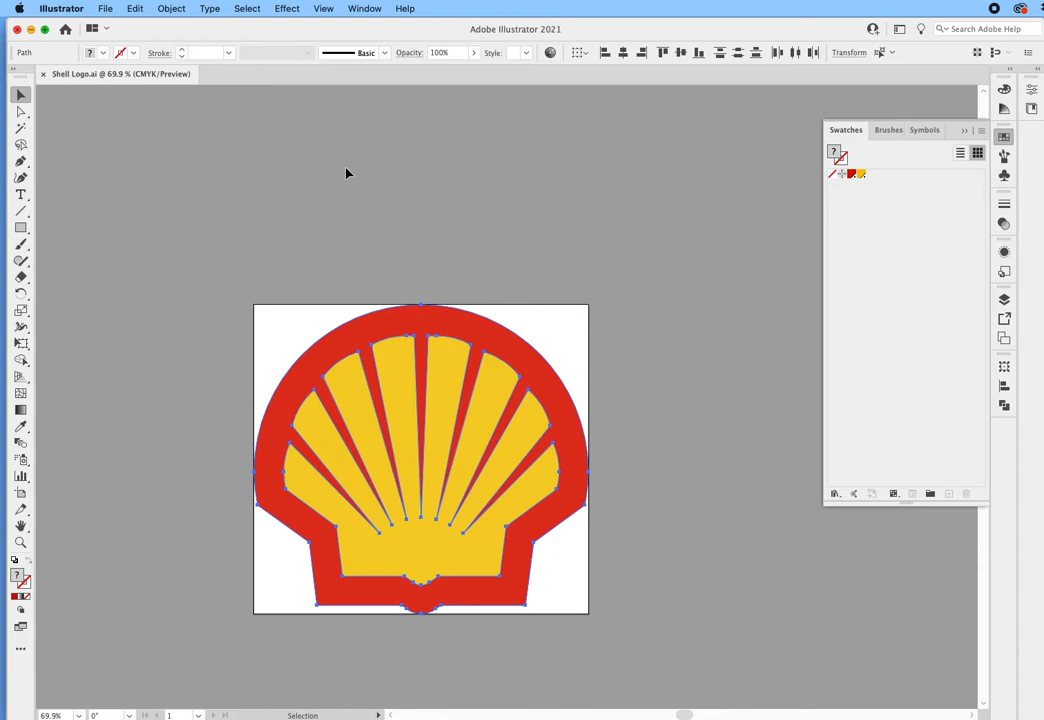 Illustrator File Edit Object Type Select Effect View Window Help
Adobe Illustrator 2021
Search Adobe Help
Path ? Stroke: Basic Opacity: 100% Style: Transform
× Shell Logo.ai @ 69.9 % (CMYK/Preview)
Swatches Brushes Symbols
?
T
?
69.9% 0° 1 Selection